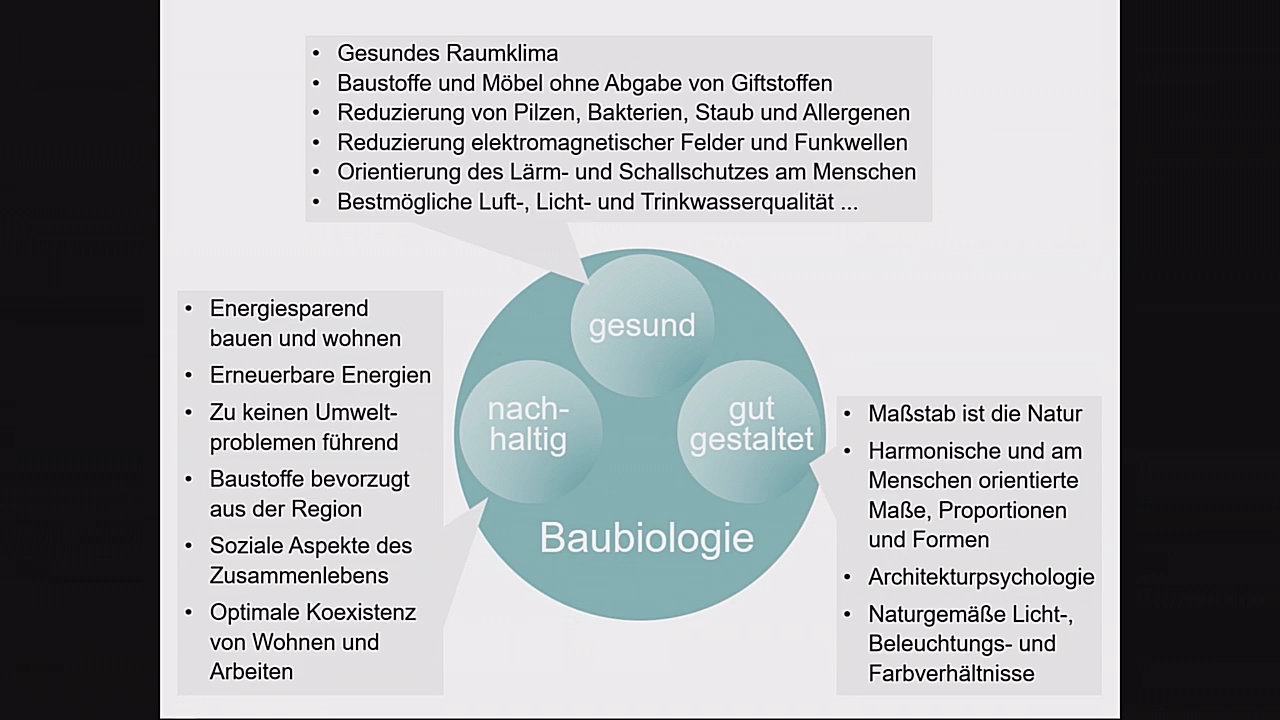 • Gesundes Raumklima
• Baustoffe und Möbel ohne Abgabe von Giftstoffen
• Reduzierung von Pilzen, Bakterien, Staub und Allergenen
• Reduzierung elektromagnetischer Felder und Funkwellen
• Orientierung des Lärm- und Schallschutzes am Menschen
• Bestmögliche Luft-, Licht- und Trinkwasserqualität ...
gesund
nach-
haltig
gut
gestaltet
Baubiologie
• Energiesparend
bauen und wohnen
• Erneuerbare Energien
• Zu keinen Umwelt-
problemen führend
• Baustoffe bevorzugt
aus der Region
• Soziale Aspekte des
Zusammenlebens
• Optimale Koexistenz
von Wohnen und
Arbeiten
• Maßstab ist die Natur
• Harmonische und am
Menschen orientierte
Maße, Proportionen
und Formen
• Architekturpsychologie
• Naturgemäße Licht-,
Beleuchtungs- und
Farbverhältnisse